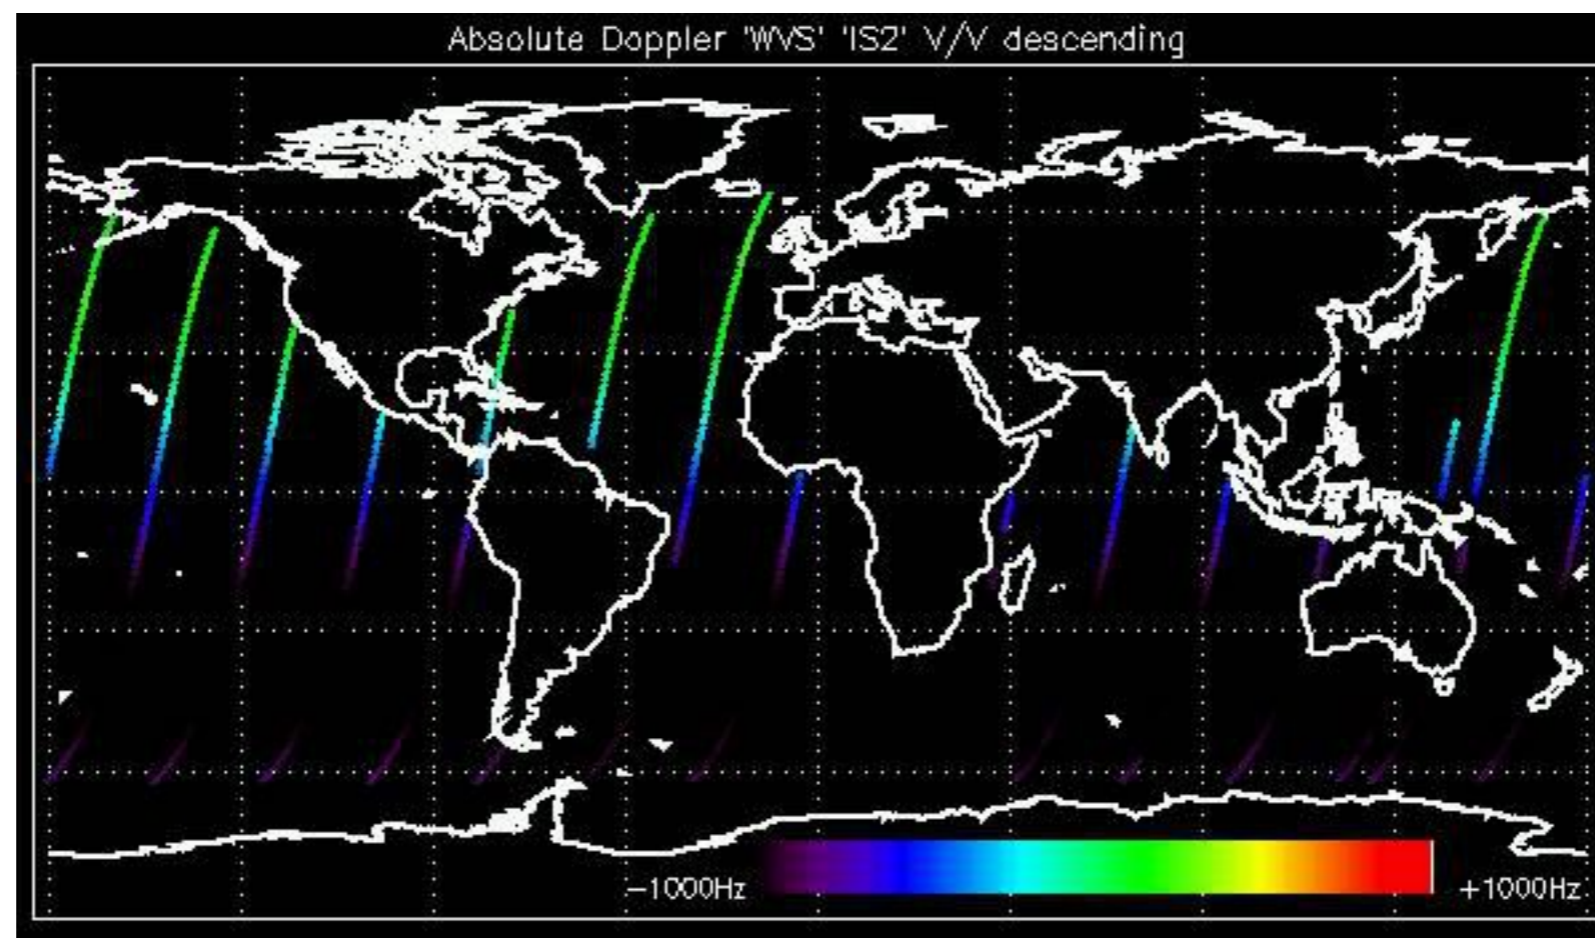 Absolute Doppler 'WVS' 'IS2' V/V descending
−1000Hz +1000Hz